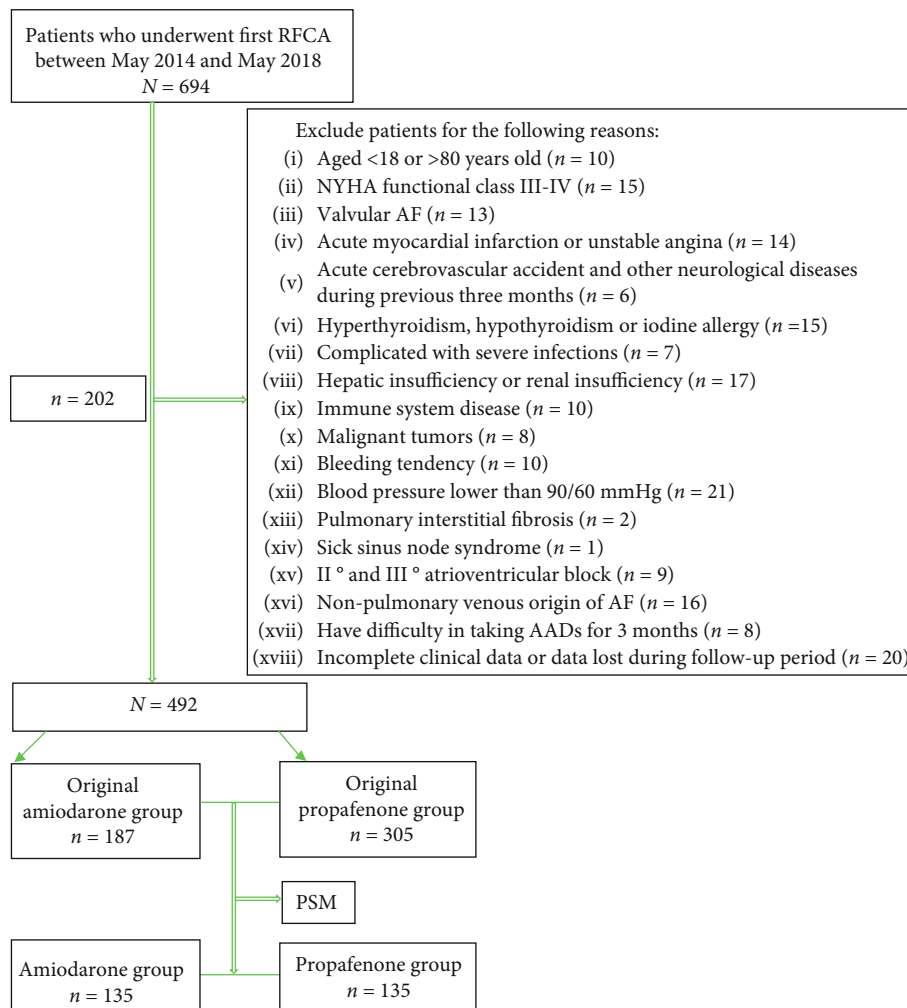 Patients who underwent first RFCA
between May 2014 and May 2018
N = 694
Exclude patients for the following reasons:
(i) Aged <18 or >80 years old (n = 10)
(ii) NYHA functional class III-IV (n = 15)
(iii) Valvular AF (n = 13)
(iv) Acute myocardial infarction or unstable angina (n = 14)
(v) Acute cerebrovascular accident and other neurological diseases
during previous three months (n = 6)
(vi) Hyperthyroidism, hypothyroidism or iodine allergy (n =15)
(vii) Complicated with severe infections (n = 7)
(viii) Hepatic insufficiency or renal insufficiency (n = 17)
(ix) Immune system disease (n = 10)
(x) Malignant tumors (n = 8)
(xi) Bleeding tendency (n = 10)
(xii) Blood pressure lower than 90/60 mmHg (n = 21)
(xiii) Pulmonary interstitial fibrosis (n = 2)
(xiv) Sick sinus node syndrome (n = 1)
(xv) II ° and III ° atrioventricular block (n = 9)
(xvi) Non-pulmonary venous origin of AF (n = 16)
(xvii) Have difficulty in taking AADs for 3 months (n = 8)
(xviii) Incomplete clinical data or data lost during follow-up period (n = 20)
n = 202
N = 492
Original
amiodarone group
n = 187
Original
propafenone group
n = 305
PSM
Amiodarone group
n = 135
Propafenone group
n = 135